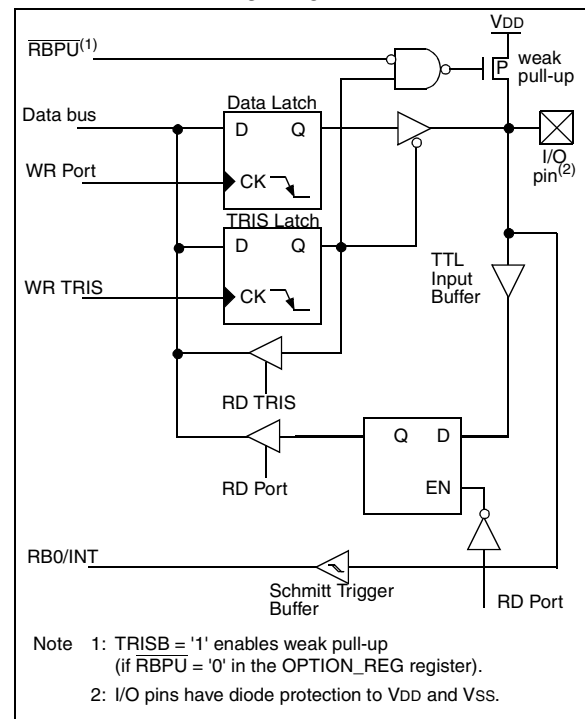 VDD
RBPU(1)
P
weak
pull-up
Data Latch
Data bus
D Q
I/O
pin(2)
WR Port
CK
TRIS Latch
D Q
TTL
Input
Buffer
WR TRIS
CK
RD TRIS
Q D
RD Port
EN
RB0/INT
Schmitt Trigger
Buffer
RD Port
Note 1: TRISB = '1' enables weak pull-up
(if RBPU = '0' in the OPTION_REG register).
2: I/O pins have diode protection to VDD and VSS.